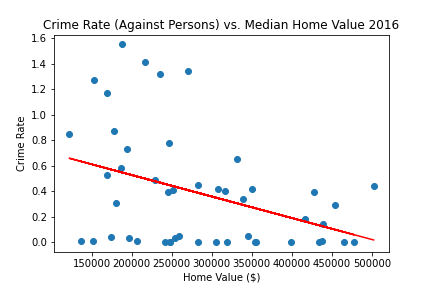 Crime Rate (Against Persons) vs. Median Home Value 2016
1.6
1.4
1.2
1.0
0.8
0.6
0.4
0.2
0.0
Crime Rate
150000 200000 250000 300000 350000 400000 450000 500000
Home Value ($)